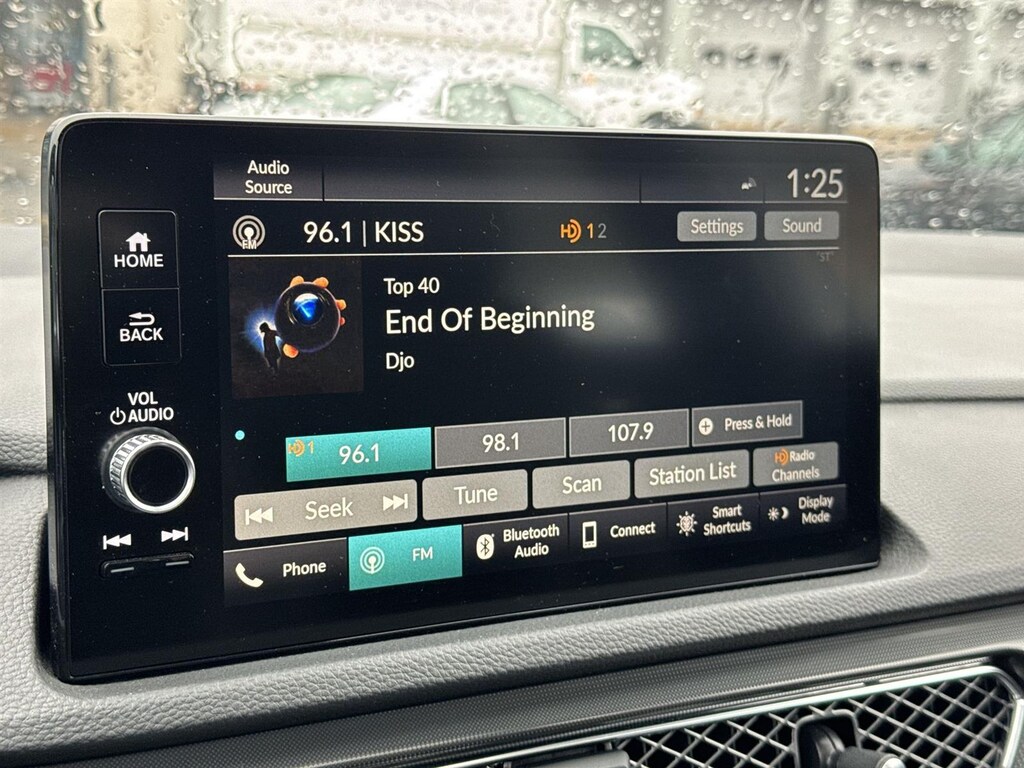 Audio
Source
1:25
HOME
FM
96.1 | KISS
HD 1 2
Settings
Sound
"ST"
Top 40
End Of Beginning
Djo
BACK
VOL
AUDIO
HD 1
96.1
98.1
107.9
+ Press & Hold
Seek
Tune
Scan
Station List
HD Radio
Channels
Phone
FM
Bluetooth
Audio
Connect
Smart
Shortcuts
Display
Mode